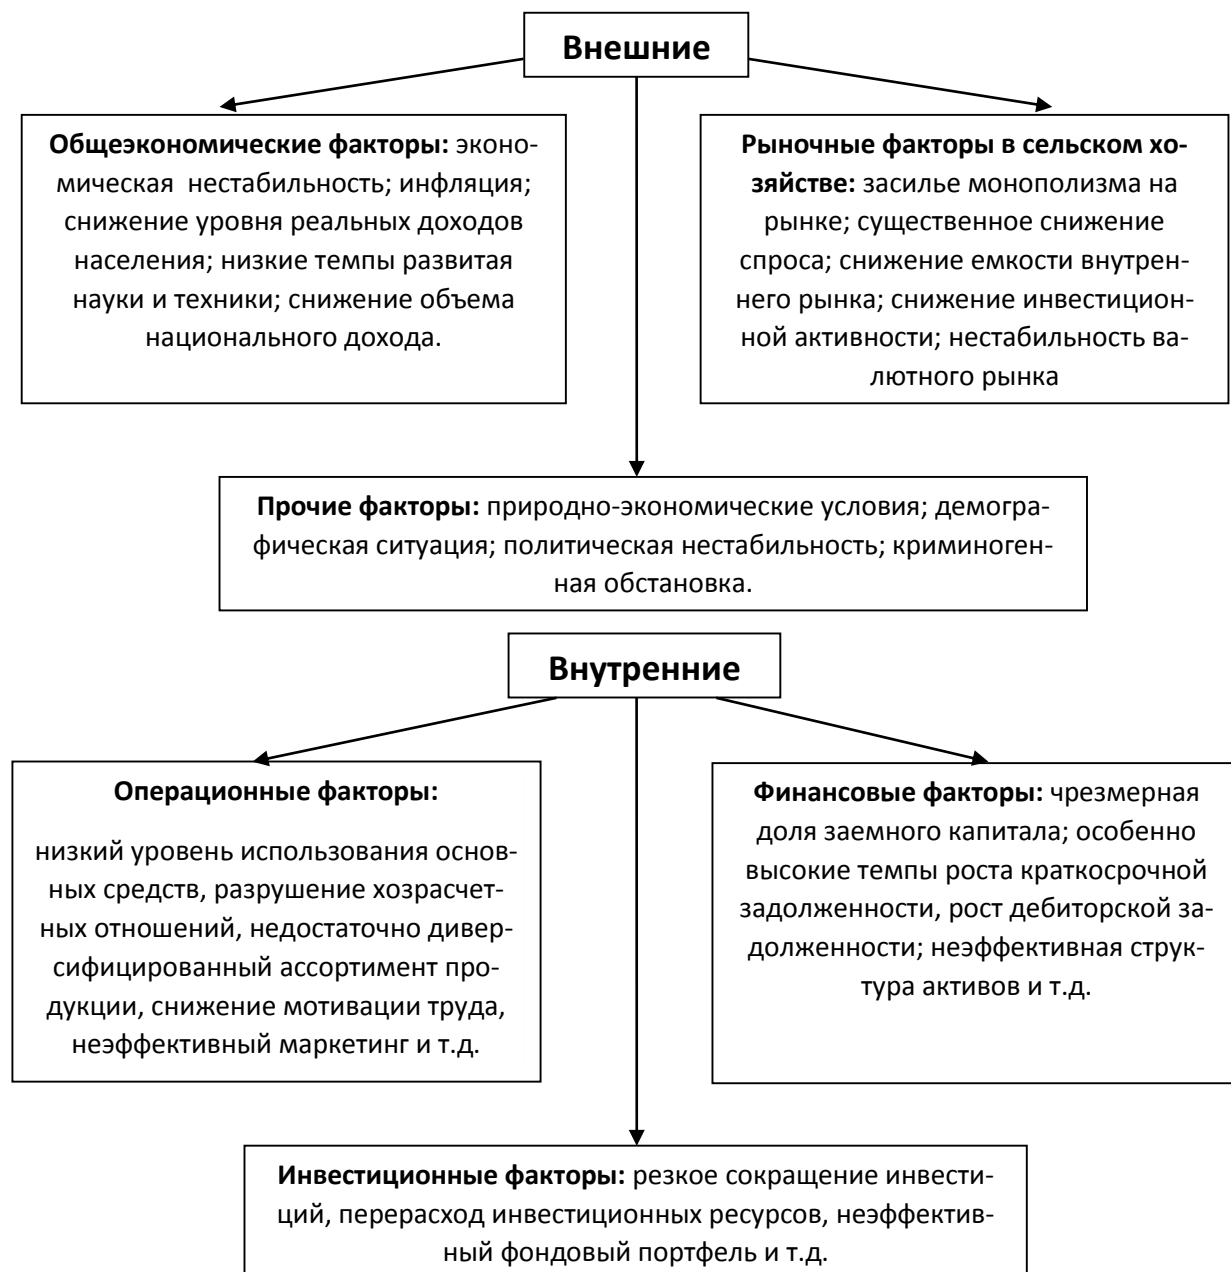 Внешние
Общеэкономические факторы: эконо-
мическая нестабильность; инфляция;
снижение уровня реальных доходов
населения; низкие темпы развитая
науки и техники; снижение объема
национального дохода.
Рыночные факторы в сельском хо-
зяйстве: засилье монополизма на
рынке; существенное снижение
спроса; снижение емкости внутрен-
него рынка; снижение инвестицион-
ной активности; нестабильность ва-
лютного рынка
Прочие факторы: природно-экономические условия; демогра-
фическая ситуация; политическая нестабильность; криминоген-
ная обстановка.
Внутренние
Операционные факторы:
низкий уровень использования основ-
ных средств, разрушение хозрасчет-
ных отношений, недостаточно дивер-
сифицированный ассортимент про-
дукции, снижение мотивации труда,
неэффективный маркетинг и т.д.
Финансовые факторы: чрезмерная
доля заемного капитала; особенно
высокие темпы роста краткосрочной
задолженности, рост дебиторской за-
долженности; неэффективная струк-
тура активов и т.д.
Инвестиционные факторы: резкое сокращение инвести-
ций, перерасход инвестиционных ресурсов, неэффектив-
ный фондовый портфель и т.д.